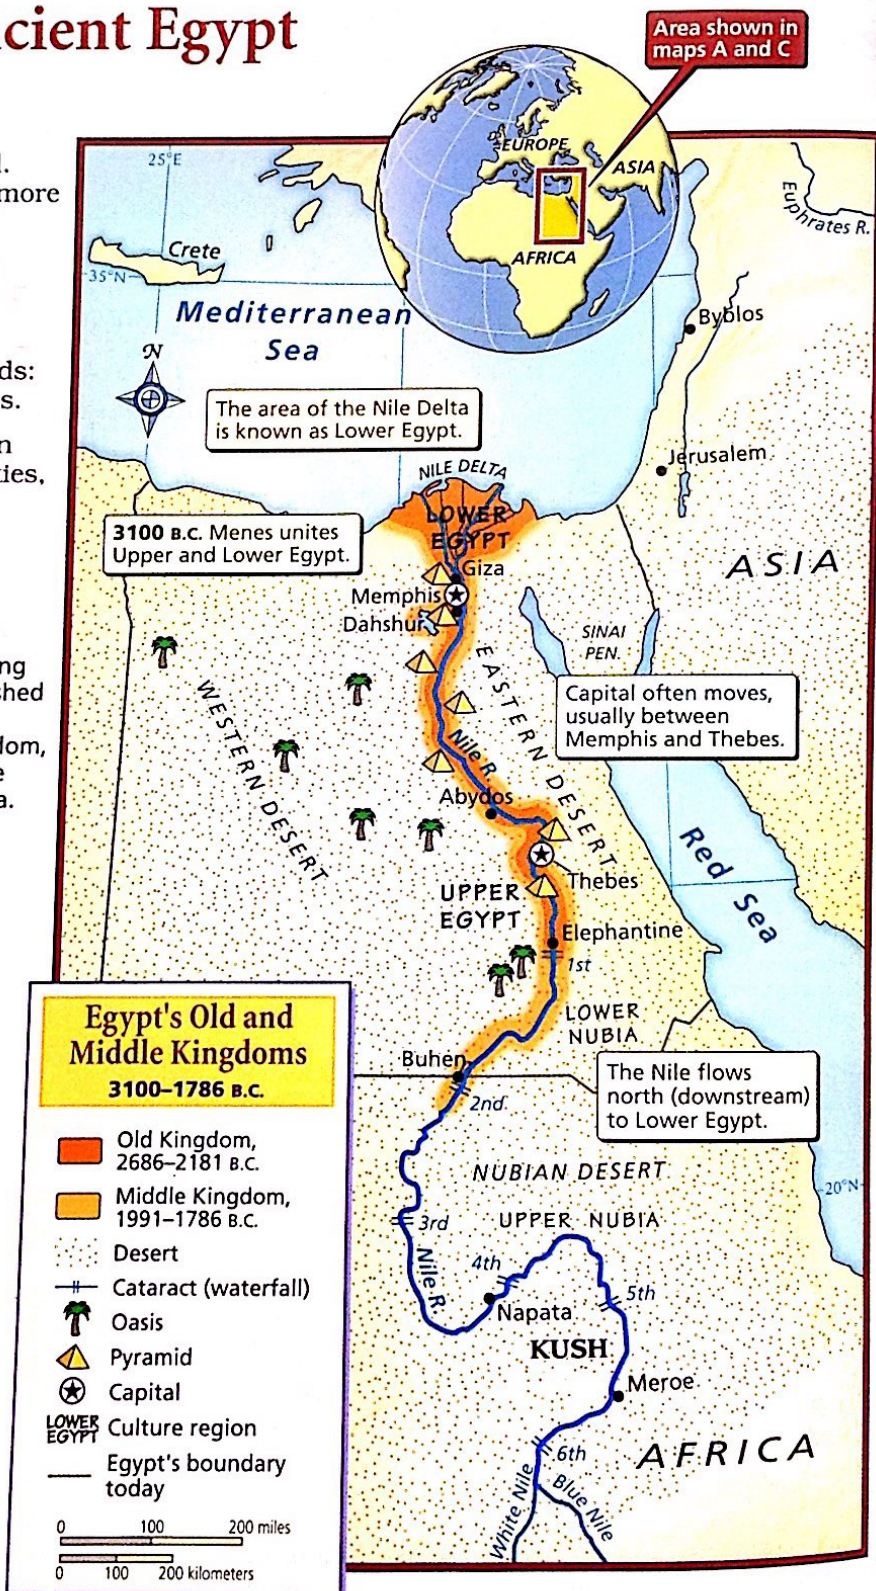 cient Egypt
Area shown in
maps A and C
more
ds:
s.
n
ties,
ing
shed
dom,
e
a.
EUROPE
ASIA
AFRICA
25°E
35°N
Crete
Mediterranean
Sea
N
Euphrates R.
Byblos
The area of the Nile Delta
is known as Lower Egypt.
Jerusalem
NILE DELTA
LOWER
EGYPT
3100 B.C. Menes unites
Upper and Lower Egypt.
ASIA
Giza
Memphis
Dahshur
SINAI
PEN.
EASTERN DESERT
WESTERN DESERT
Capital often moves,
usually between
Memphis and Thebes.
Nile R.
Abydos
Red Sea
Thebes
UPPER
EGYPT
Elephantine
1st
LOWER
NUBIA
Buhen
2nd
The Nile flows
north (downstream)
to Lower Egypt.
NUBIAN DESERT
20°N
3rd
UPPER NUBIA
4th
Nile R.
5th
Napata
KUSH
Meroe
6th
AFRICA
White Nile
Blue Nile
Egypt's Old and
Middle Kingdoms
3100–1786 B.C.
Old Kingdom,
2686–2181 B.C.
Middle Kingdom,
1991–1786 B.C.
Desert
Cataract (waterfall)
Oasis
Pyramid
Capital
LOWER
EGYPT
Culture region
Egypt's boundary
today
0 100 200 miles
0 100 200 kilometers